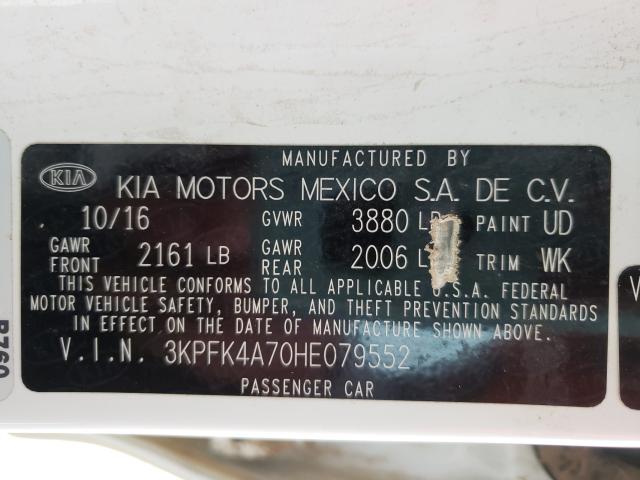 MANUFACTURED BY
KIA KIA MOTORS MEXICO S.A. DE C.V.
10/16 GVWR 3880 LB PAINT UD
GAWR FRONT 2161 LB GAWR REAR 2006 L TRIM WK
THIS VEHICLE CONFORMS TO ALL APPLICABLE U.S.A. FEDERAL
MOTOR VEHICLE SAFETY, BUMPER, AND THEFT PREVENTION STANDARDS
IN EFFECT ON THE DATE OF MANUFACTURE SHOWN ABOVE.
V.I.N. 3KPFK4A70HE079552
PASSENGER CAR